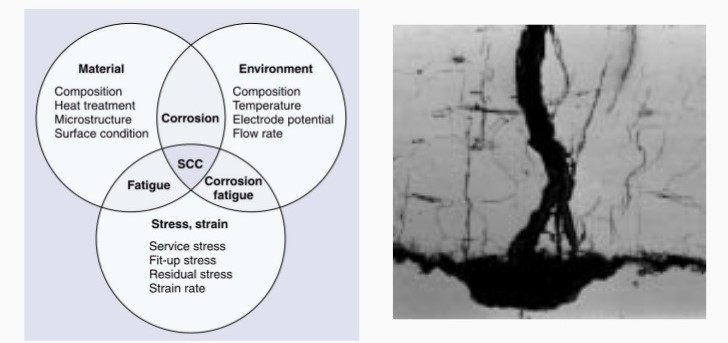 Material
Composition
Heat treatment
Microstructure
Surface condition
Environment
Composition
Temperature
Electrode potential
Flow rate
Corrosion
SCC
Fatigue
Corrosion
fatigue
Stress, strain
Service stress
Fit-up stress
Residual stress
Strain rate